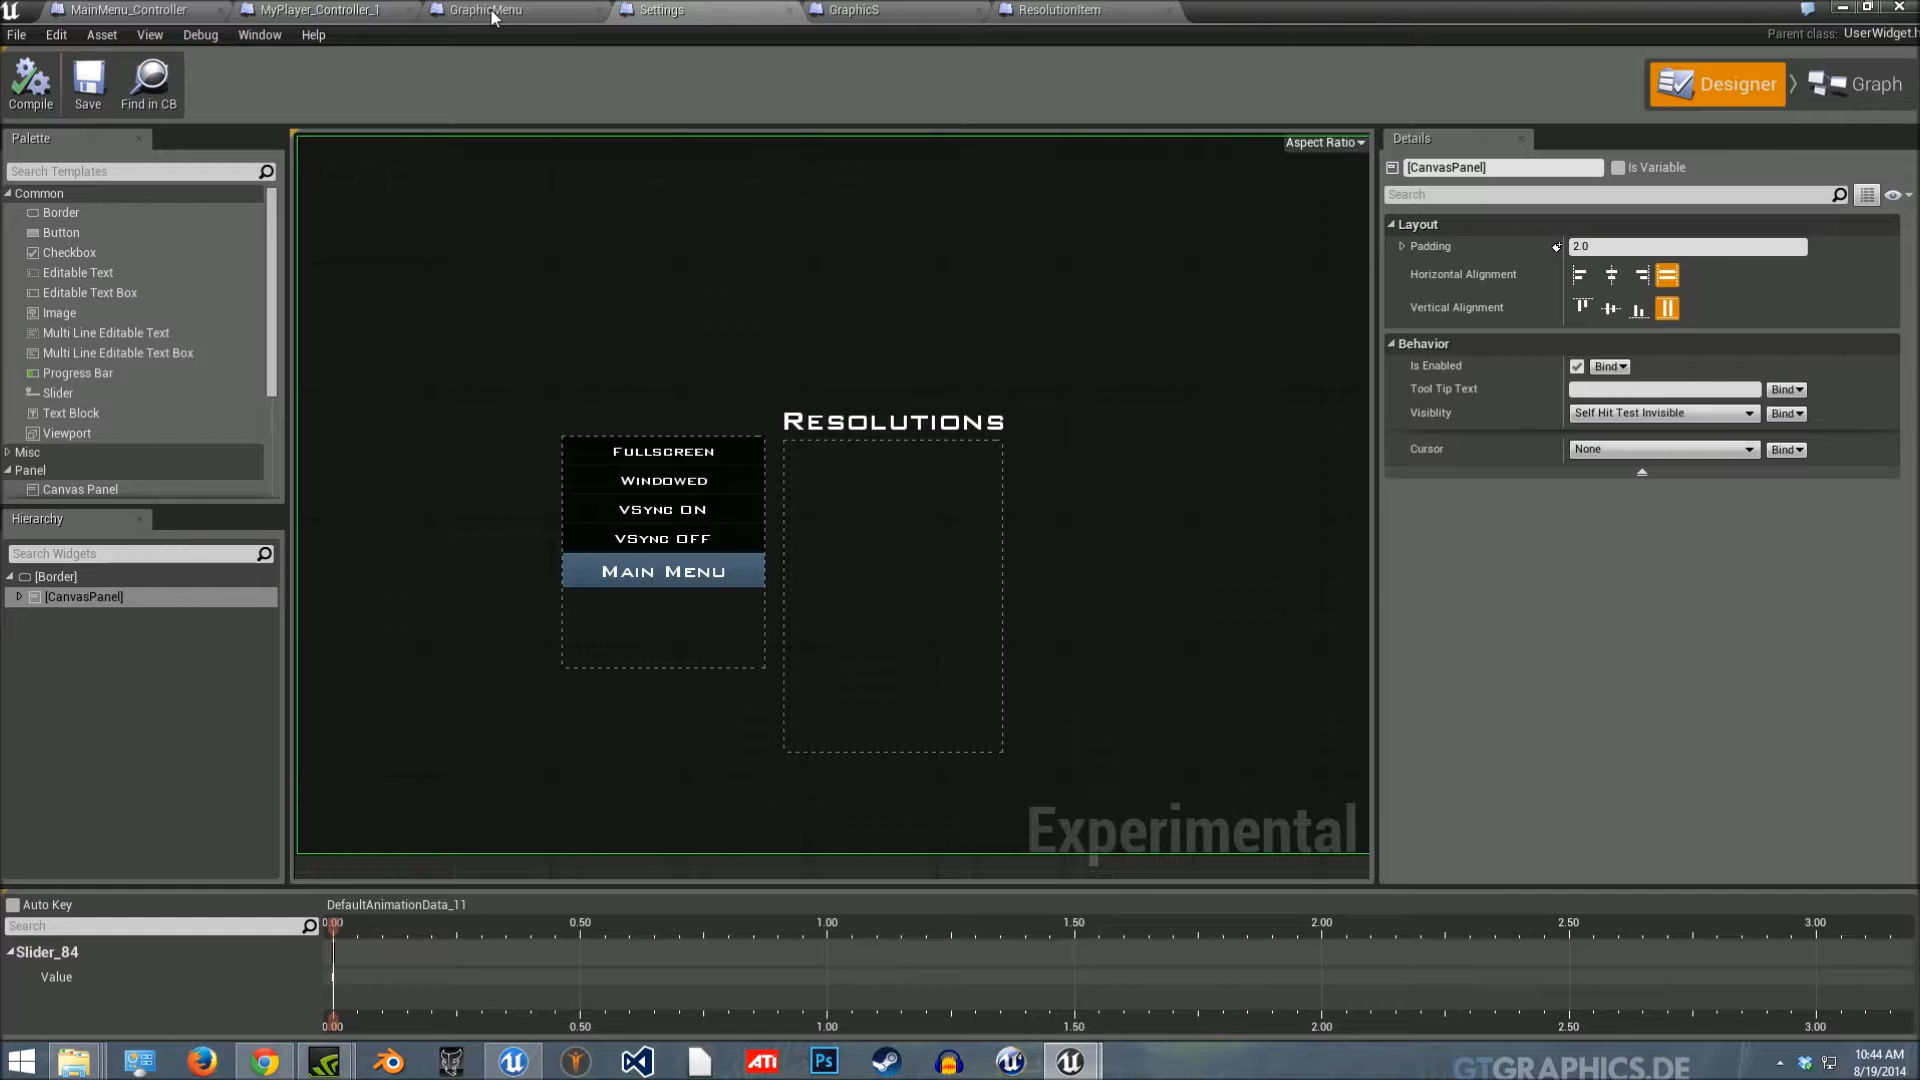 MainMenu_Controller
MyPlayer_Controller_1
GraphicMenu
Settings
GraphicS
ResolutionItem
File Edit Asset View Debug Window Help
Parent class: UserWidget.h
Compile
Save
Find in CB
Designer
Graph
Palette
Search Templates
Common
Border
Button
Checkbox
Editable Text
Editable Text Box
Image
Multi Line Editable Text
Multi Line Editable Text Box
Progress Bar
Slider
Text Block
Viewport
Misc
Panel
Canvas Panel
Hierarchy
Search Widgets
[Border]
[CanvasPanel]
Aspect Ratio
Resolutions
Fullscreen
Windowed
VSync ON
VSync OFF
Main Menu
Experimental
Details
[CanvasPanel]
Is Variable
Search
Layout
Padding 2.0
Horizontal Alignment
Vertical Alignment
Behavior
Is Enabled Bind
Tool Tip Text Bind
Visiblity Self Hit Test Invisible Bind
Cursor None Bind
Auto Key
DefaultAnimationData_11
Search
0.00 0.50 1.00 1.50 2.00 2.50 3.00
Slider_84
Value
0.00 0.50 1.00 1.50 2.00 2.50 3.00
ATi
Ps
GTGRAPHICS.DE
10:44 AM
8/19/2014